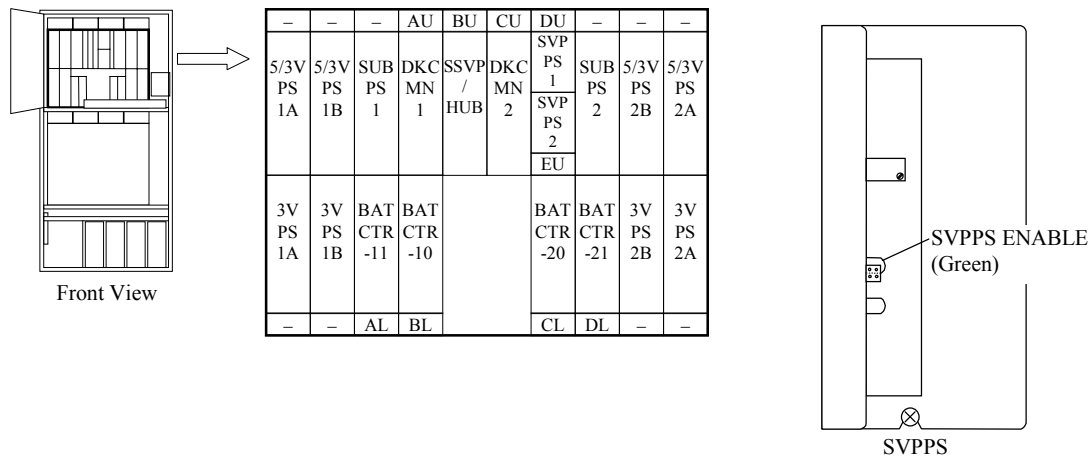 Front View
– – – AU BU CU DU – – –
5/3V PS 1A
5/3V PS 1B
SUB PS 1
DKC MN 1
SSVP / HUB
DKC MN 2
SVP PS 1
SVP PS 2
EU
SUB PS 2
5/3V PS 2B
5/3V PS 2A
3V PS 1A
3V PS 1B
BAT CTR -11
BAT CTR -10
BAT CTR -20
BAT CTR -21
3V PS 2B
3V PS 2A
– – AL BL CL DL – –
SVPPS ENABLE
(Green)
SVPPS